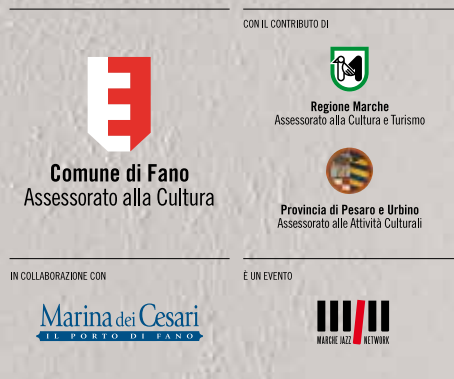 Comune di Fano
Assessorato alla Cultura
CON IL CONTRIBUTO DI
Regione Marche
Assessorato alla Cultura e Turismo
Provincia di Pesaro e Urbino
Assessorato alle Attività Culturali
IN COLLABORAZIONE CON
Marina dei Cesari
IL PORTO DI FANO
È UN EVENTO
MARCHE JAZZ NETWORK